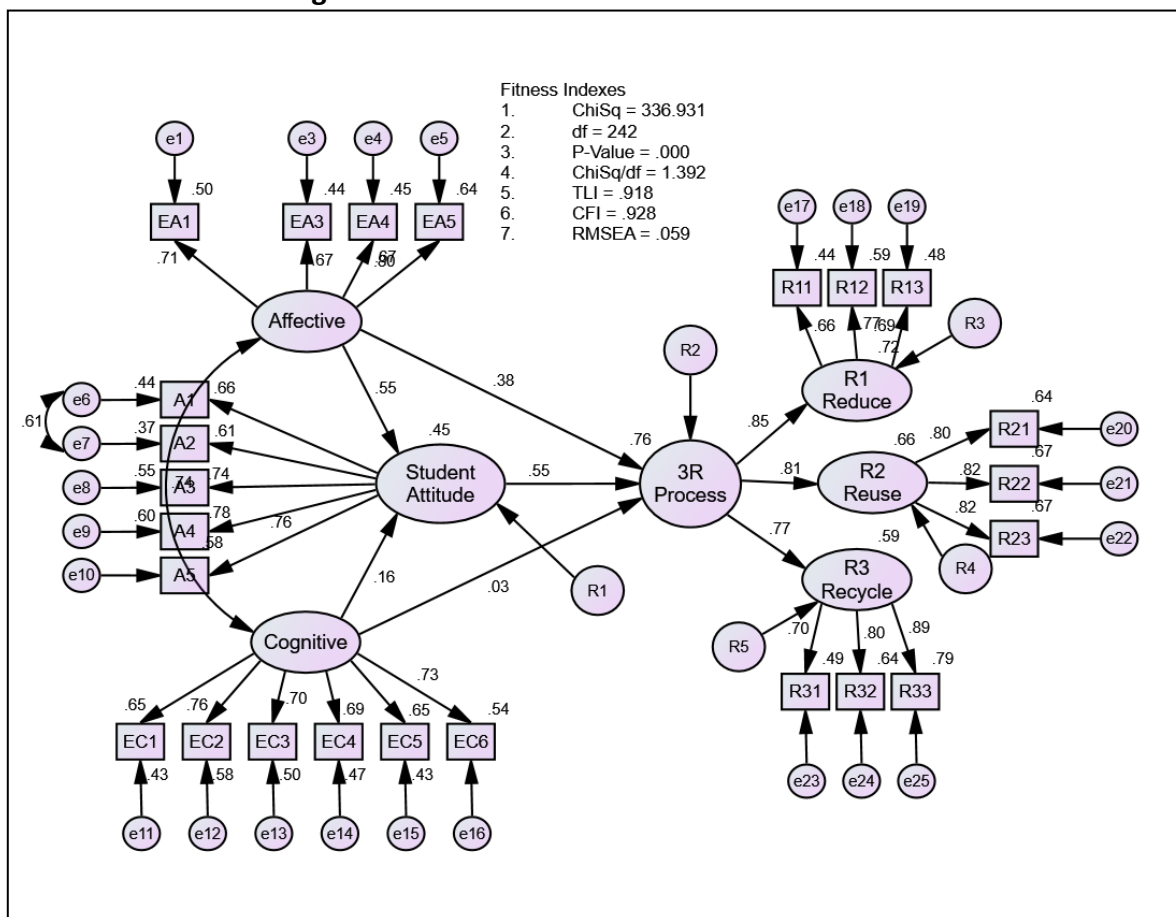 Fitness Indexes
1. ChiSq = 336.931
2. df = 242
3. P-Value = .000
4. ChiSq/df = 1.392
5. TLI = .918
6. CFI = .928
7. RMSEA = .059
e1 e3 e4 e5
.50 .44 .45 .64
EA1 EA3 EA4 EA5
.71 .67 .67 .80
Affective
e17 e18 e19
.44 .59 .48
R11 R12 R13
.66 .77 .69
.72
R3
R1
Reduce
R2
.55 .38
.61
e6 .44 A1 .66
e7 .37 A2 .61
e8 .55 A3 .74
.74
e9 .60 A4 .78
e10 .58 A5 .76
.45
Student
Attitude
.55
.76
3R
Process
.85
.81
.77
.66
R2
Reuse
.80 .64 R21 e20
.82 .67 R22 e21
.82 .67 R23 e22
R4
.59
R3
Recycle
R5
R1
.16 .03
Cognitive
.70 .80 .89
.49 .64 .79
R31 R32 R33
e23 e24 e25
.65 .76 .70 .69 .65 .73
.54
EC1 EC2 EC3 EC4 EC5 EC6
.43 .58 .50 .47 .43
e11 e12 e13 e14 e15 e16